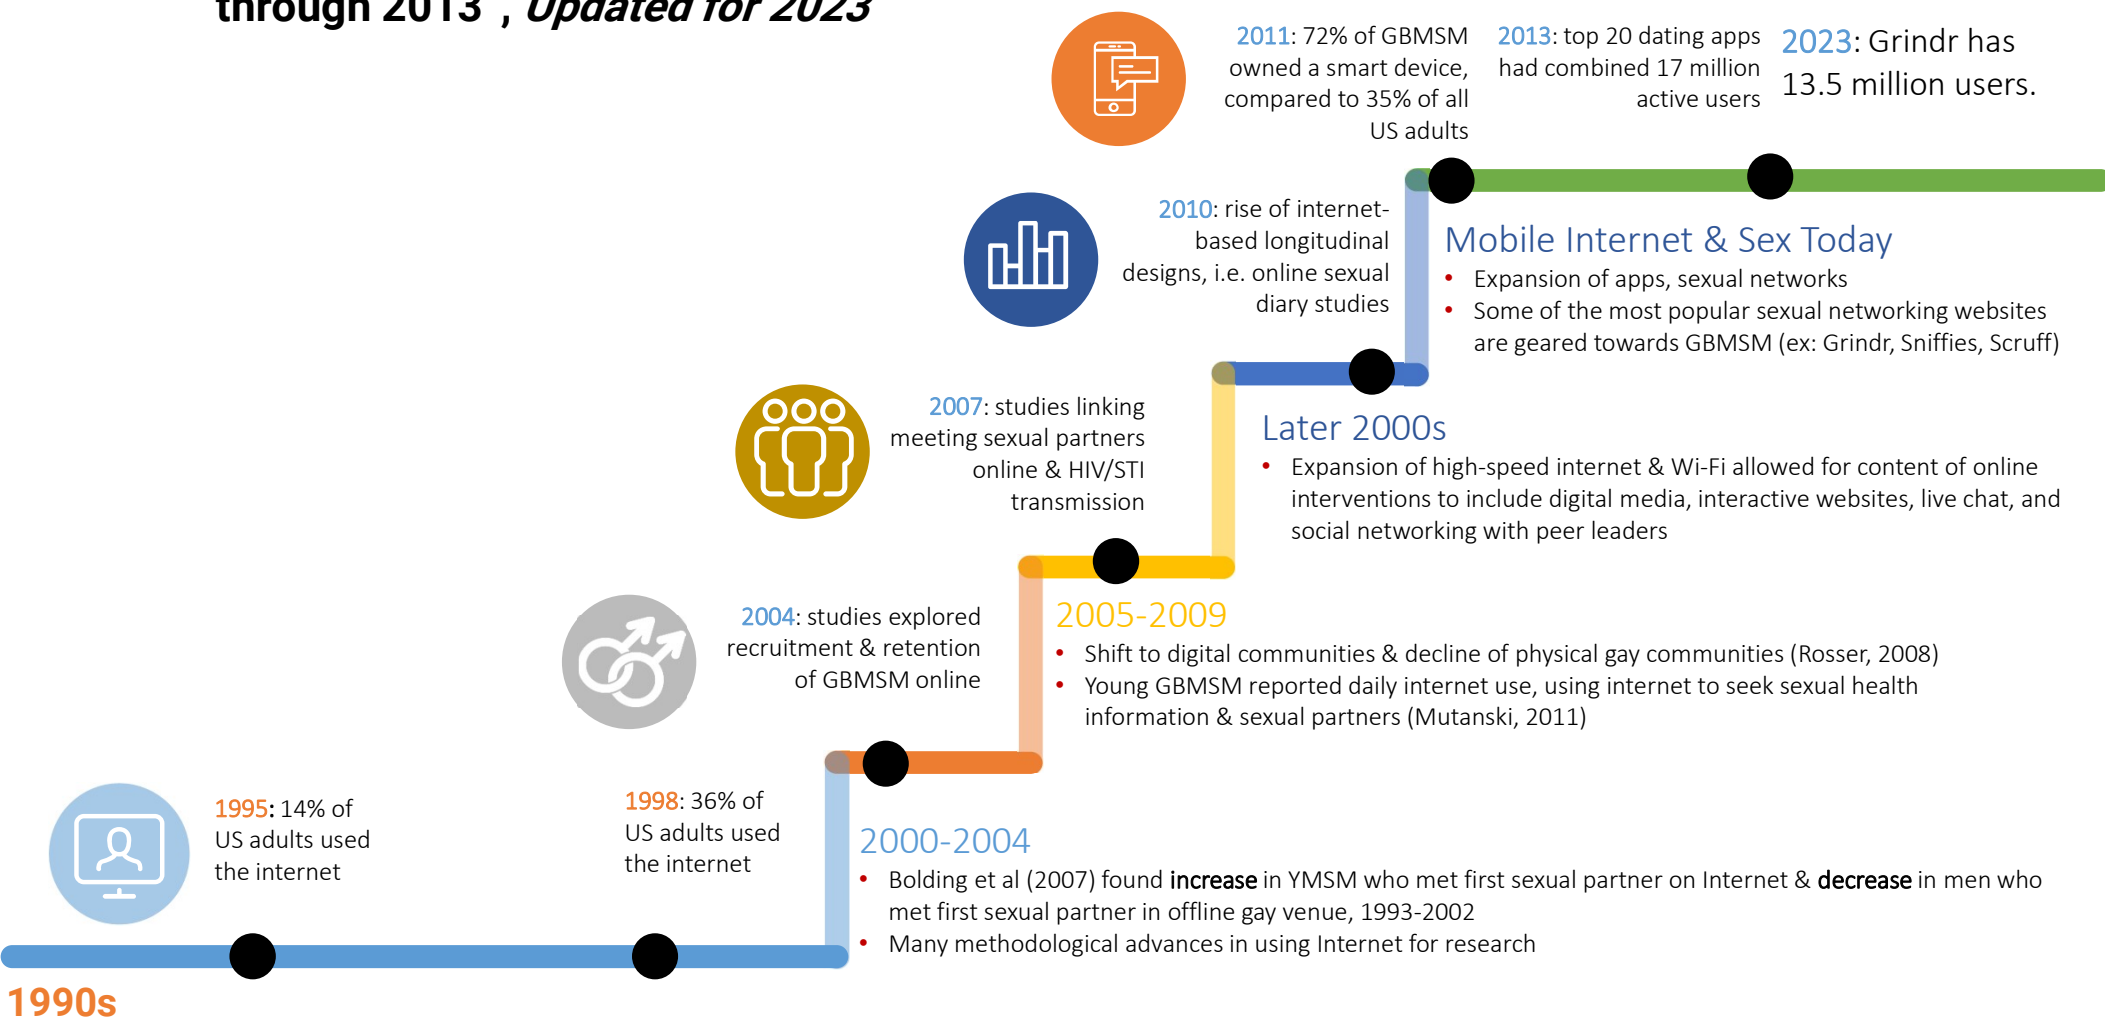 through 2013", Updated for 2023
2011: 72% of GBMSM
owned a smart device,
compared to 35% of all
US adults
2013: top 20 dating apps
had combined 17 million
active users
2023: Grindr has
13.5 million users.
2010: rise of internet-
based longitudinal
designs, i.e. online sexual
diary studies
Mobile Internet & Sex Today
• Expansion of apps, sexual networks
• Some of the most popular sexual networking websites
are geared towards GBMSM (ex: Grindr, Sniffies, Scruff)
2007: studies linking
meeting sexual partners
online & HIV/STI
transmission
Later 2000s
• Expansion of high-speed internet & Wi-Fi allowed for content of online
interventions to include digital media, interactive websites, live chat, and
social networking with peer leaders
2004: studies explored
recruitment & retention
of GBMSM online
2005-2009
• Shift to digital communities & decline of physical gay communities (Rosser, 2008)
• Young GBMSM reported daily internet use, using internet to seek sexual health
information & sexual partners (Mutanski, 2011)
1995: 14% of
US adults used
the internet
1998: 36% of
US adults used
the internet
2000-2004
• Bolding et al (2007) found increase in YMSM who met first sexual partner on Internet & decrease in men who
met first sexual partner in offline gay venue, 1993-2002
• Many methodological advances in using Internet for research
1990s